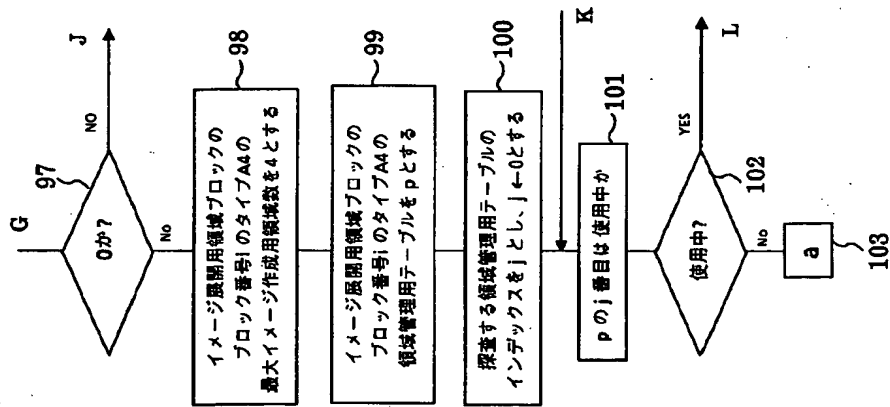 G
0か?
97
NO
J
No
イメージ展開用領域ブロックの
ブロック番号iのタイプA4の
最大イメージ作成用領域数を4とする
98
イメージ展開用領域ブロックの
ブロック番号iのタイプA4の
領域管理用テーブルをpとする
99
探査する領域管理用テーブルの
インデックスをjとし、j←0とする
100
K
pのj番目は使用中か
101
使用中?
102
YES
L
No
a
103